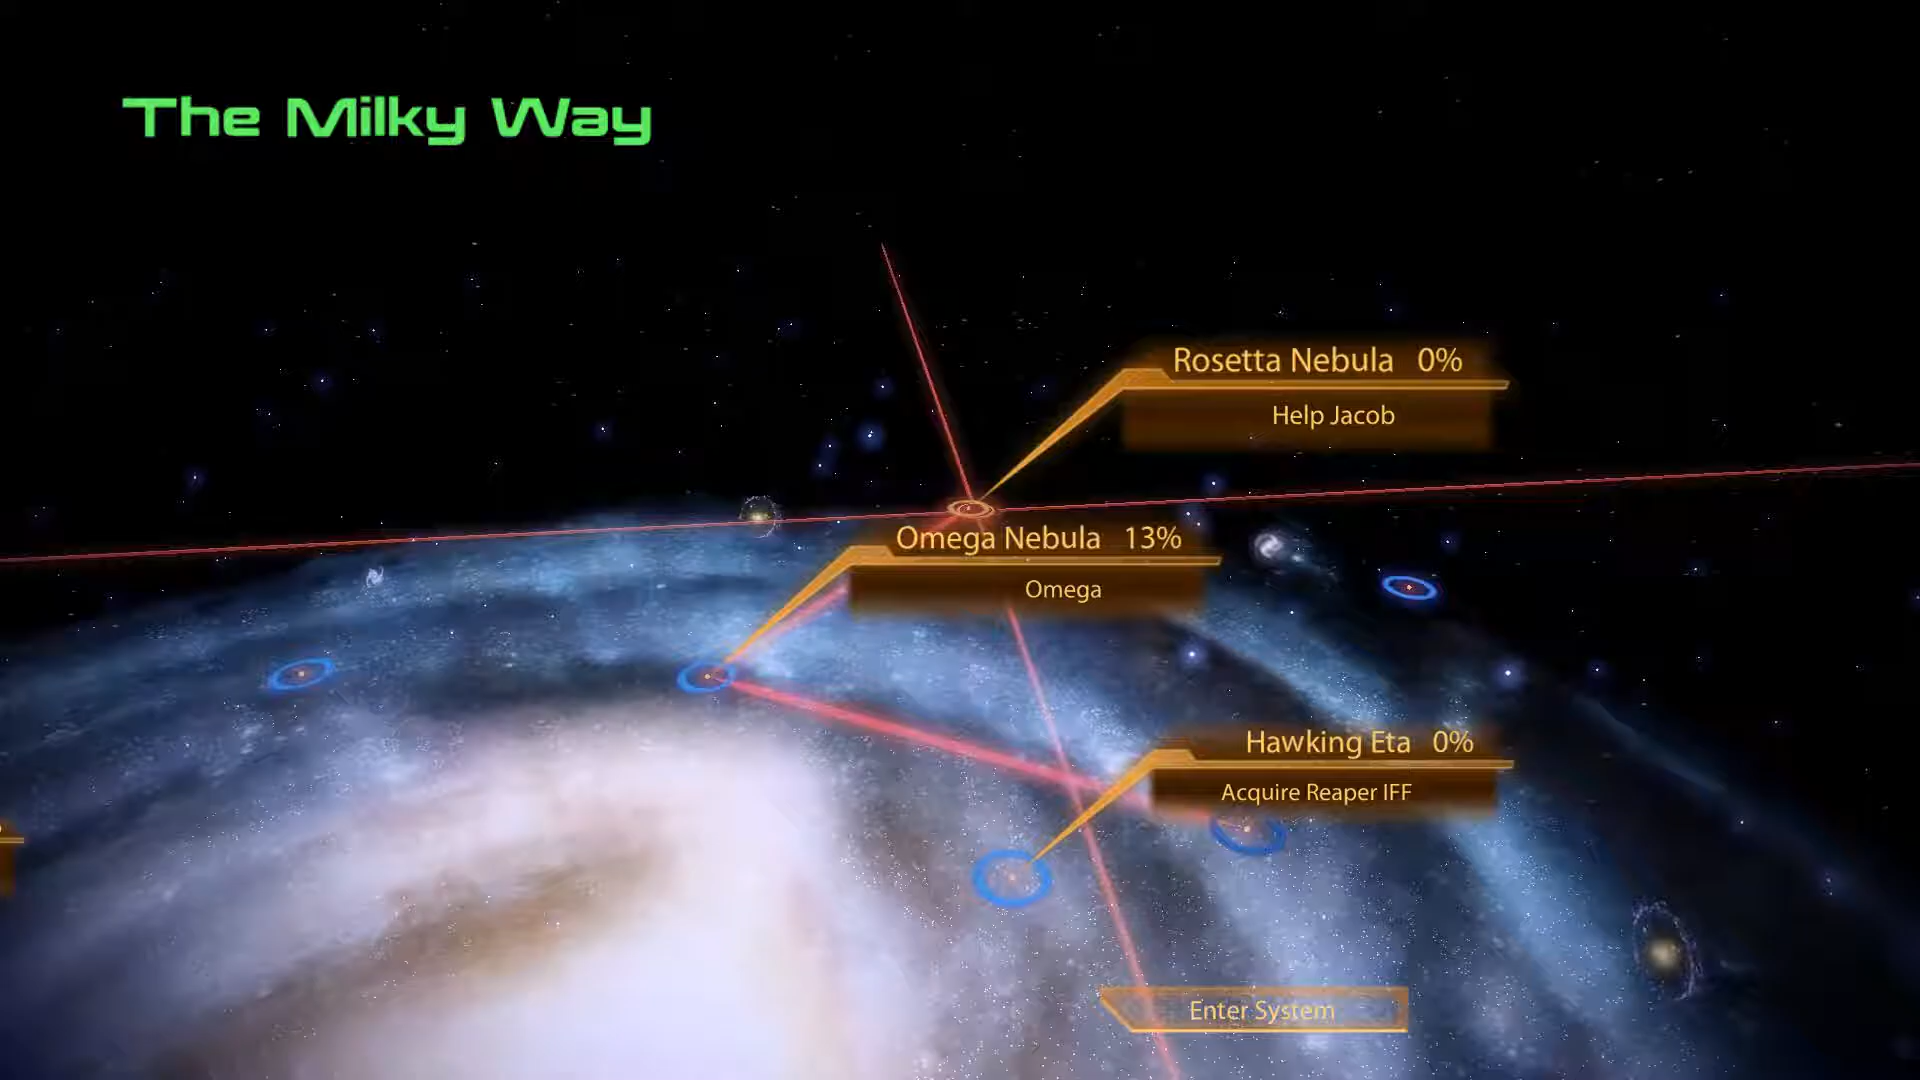 The Milky Way
Rosetta Nebula 0%
Help Jacob
Omega Nebula 13%
Omega
Hawking Eta 0%
Acquire Reaper IFF
Enter System